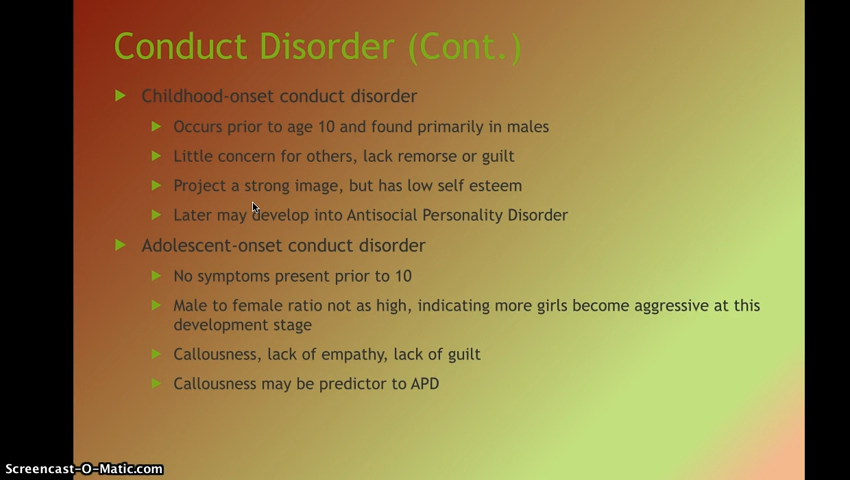 Conduct Disorder (Cont.)
Childhood-onset conduct disorder
Occurs prior to age 10 and found primarily in males
Little concern for others, lack remorse or guilt
Project a strong image, but has low self esteem
Later may develop into Antisocial Personality Disorder
Adolescent-onset conduct disorder
No symptoms present prior to 10
Male to female ratio not as high, indicating more girls become aggressive at this
development stage
Callousness, lack of empathy, lack of guilt
Callousness may be predictor to APD
Screencast-O-Matic.com